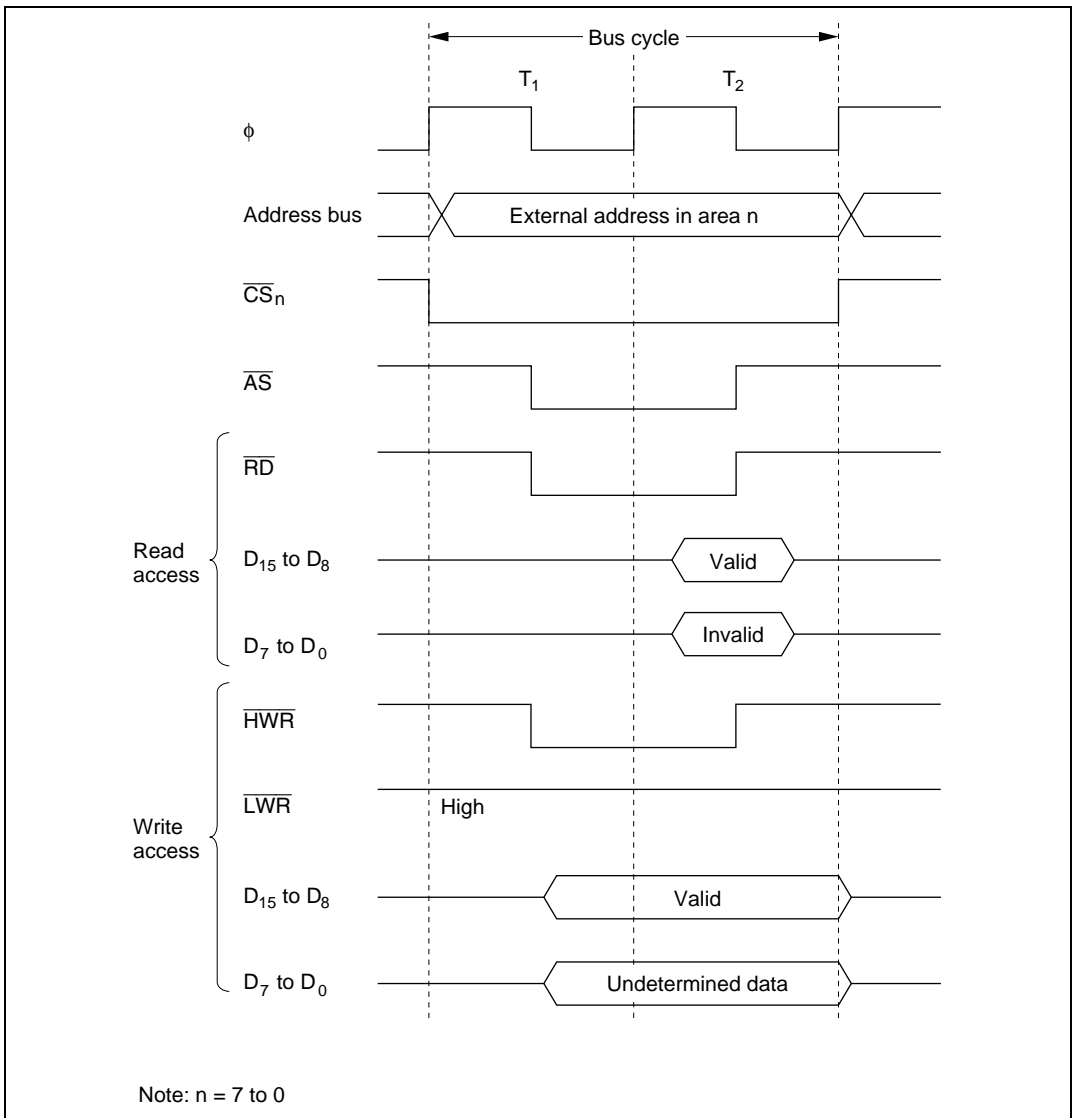 Bus cycle
T1 T2
ϕ
Address bus External address in area n
CSn
AS
Read access
RD
D15 to D8 Valid
D7 to D0 Invalid
Write access
HWR
LWR High
D15 to D8 Valid
D7 to D0 Undetermined data
Note: n = 7 to 0